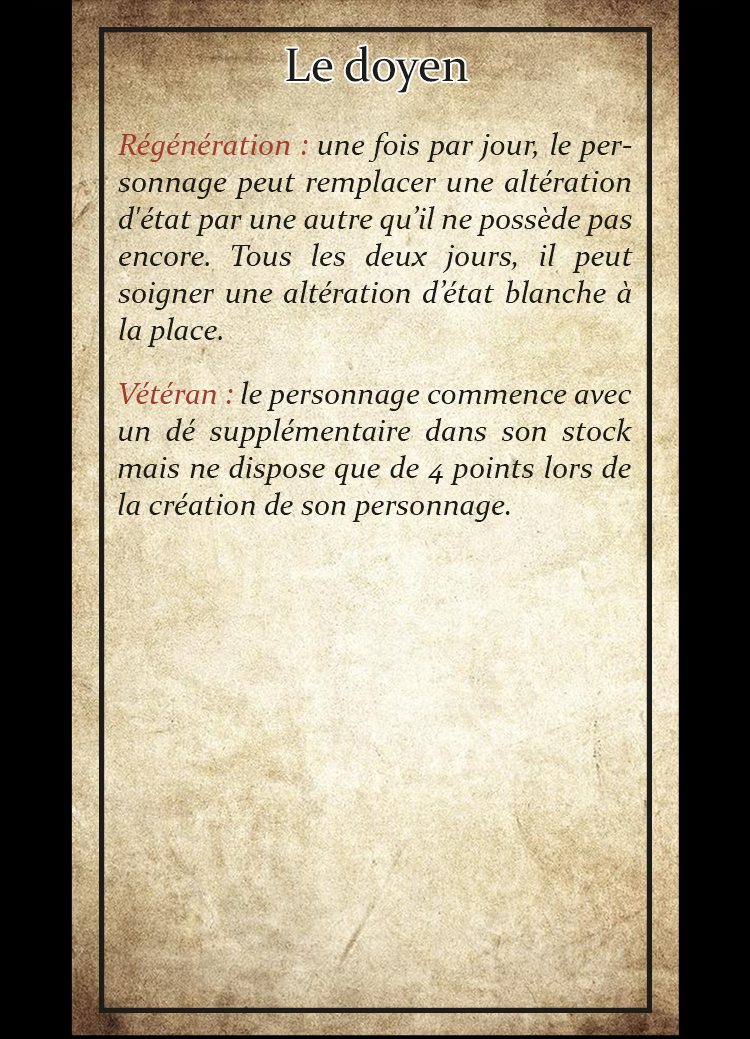 Le doyen
Régénération : une fois par jour, le per-
sonnage peut remplacer une altération
d'état par une autre qu’il ne possède pas
encore. Tous les deux jours, il peut
soigner une altération d’état blanche à
la place.
Vétéran : le personnage commence avec
un dé supplémentaire dans son stock
mais ne dispose que de 4 points lors de
la création de son personnage.